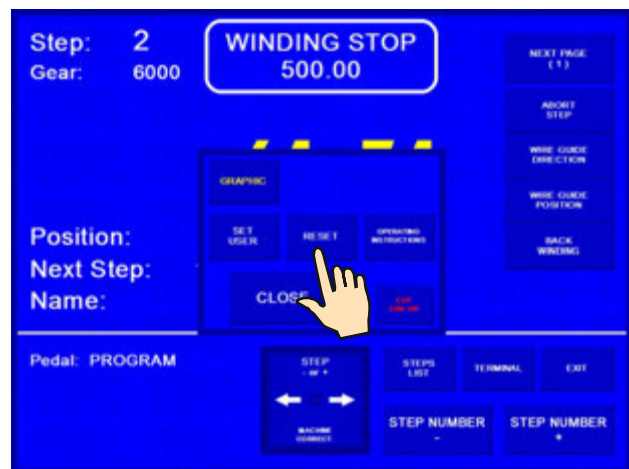 Step: 2
Gear: 6000
WINDING STOP
500.00
NEXT PAGE
(1)
ABORT
STEP
WIRE GUIDE
DIRECTION
WIRE GUIDE
POSITION
BACK
WINDING
GRAPHIC
SET
USER
RESET
OPERATING
INSTRUCTIONS
CLOSE
Position:
Next Step:
Name:
Pedal: PROGRAM
STEP
- or +
MACHINE
CORRECT
STEPS
LIST
TERMINAL
EXIT
STEP NUMBER
-
STEP NUMBER
+